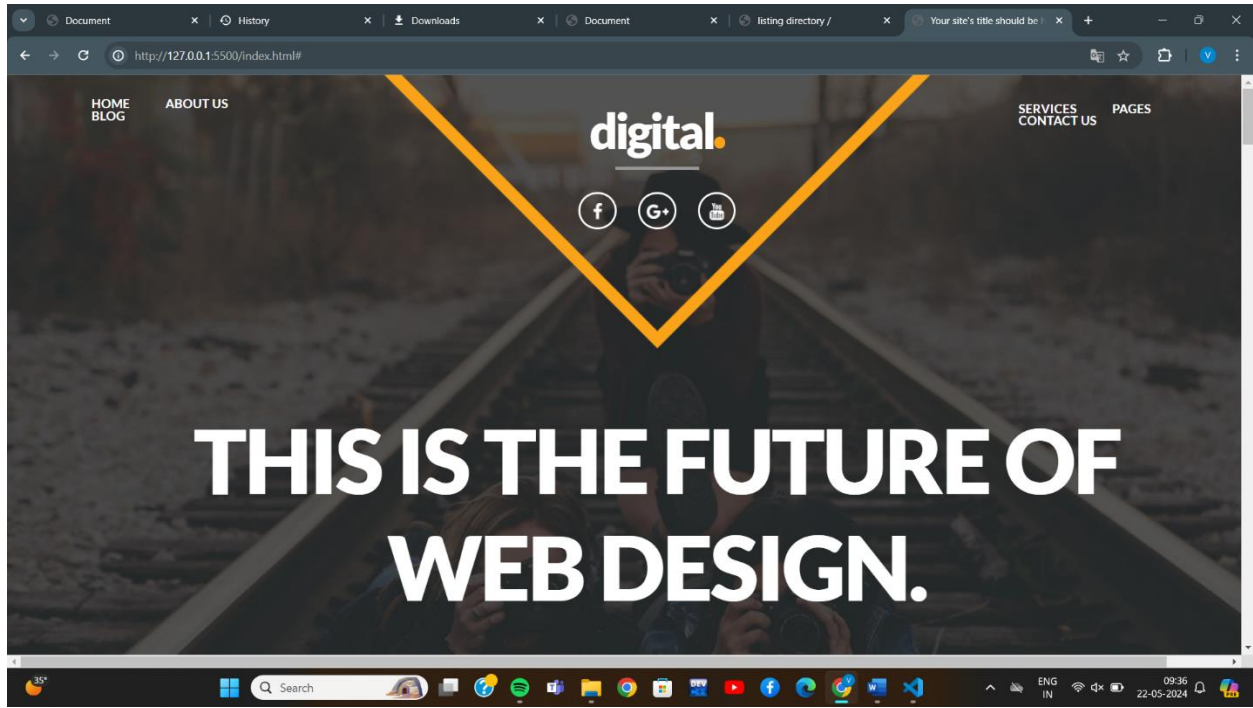 Document
History
Downloads
Document
listing directory /
Your site's title should be h
http://127.0.0.1:5500/index.html#
HOME ABOUT US
BLOG
digital.
SERVICES PAGES
CONTACT US
f G+ You Tube
THIS IS THE FUTURE OF
WEB DESIGN.
35°
Search
DEV
ENG
IN
09:36
22-05-2024